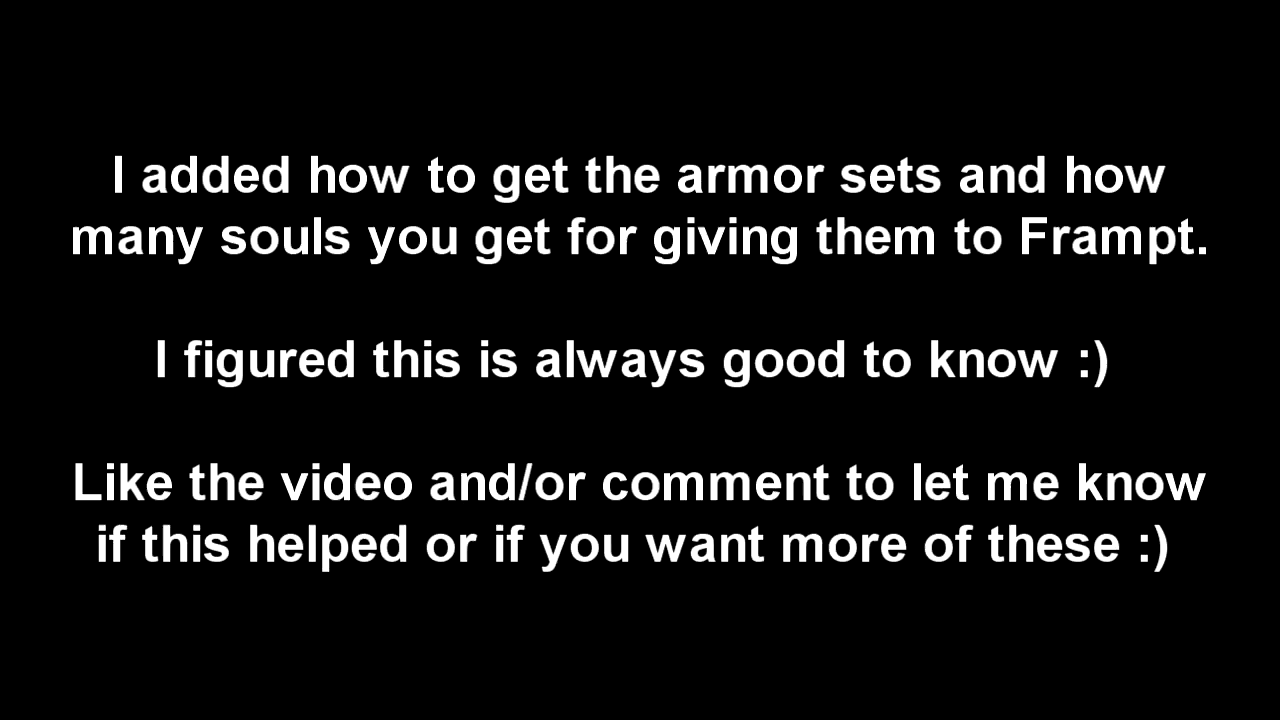 I added how to get the armor sets and how
many souls you get for giving them to Frampt.
I figured this is always good to know :)
Like the video and/or comment to let me know
if this helped or if you want more of these :)